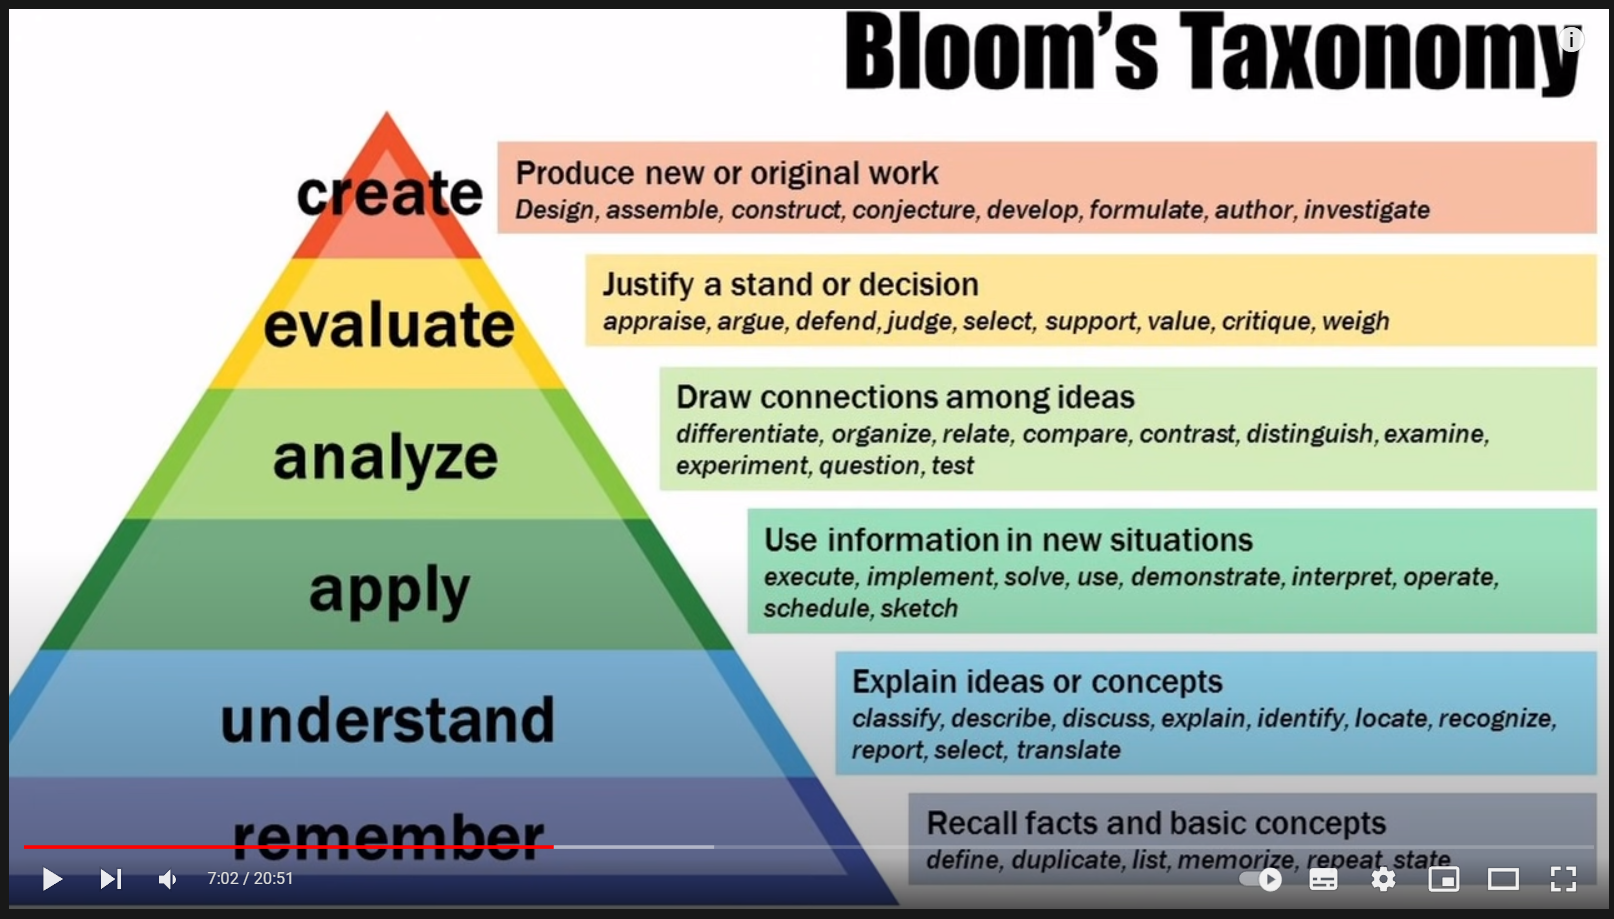 Bloom's Taxonomy
create
Produce new or original work
Design, assemble, construct, conjecture, develop, formulate, author, investigate
evaluate
Justify a stand or decision
appraise, argue, defend, judge, select, support, value, critique, weigh
analyze
Draw connections among ideas
differentiate, organize, relate, compare, contrast, distinguish, examine,
experiment, question, test
apply
Use information in new situations
execute, implement, solve, use, demonstrate, interpret, operate,
schedule, sketch
understand
Explain ideas or concepts
classify, describe, discuss, explain, identify, locate, recognize,
report, select, translate
remember
Recall facts and basic concepts
define, duplicate, list, memorize, repeat, state
7:02 / 20:51